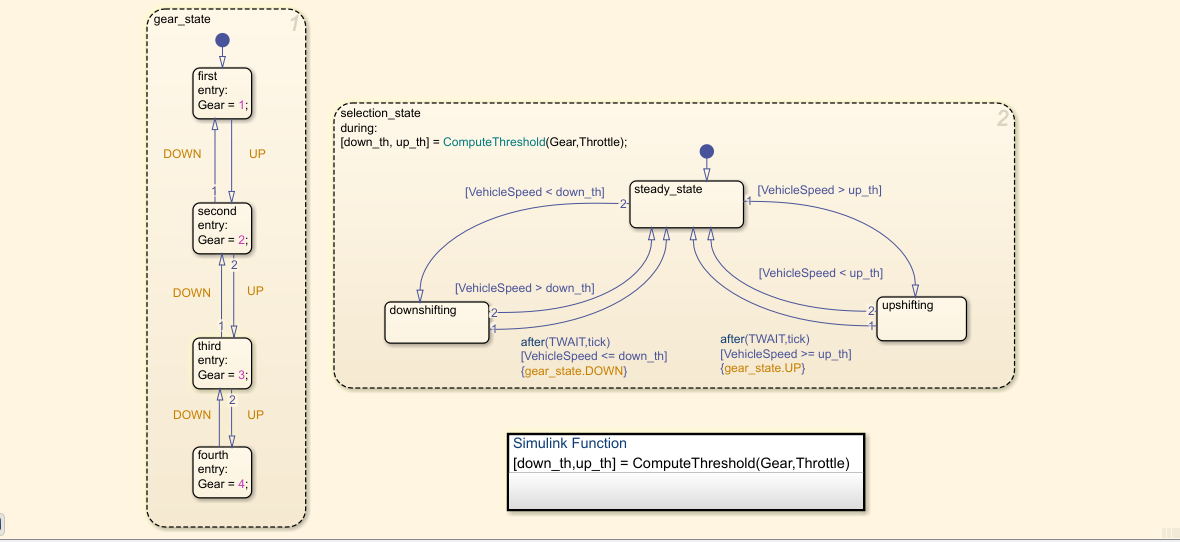 gear_state
1
first
entry:
Gear = 1;
DOWN
UP
1
second
entry:
Gear = 2;
2
DOWN
UP
1
third
entry:
Gear = 3;
2
DOWN
UP
fourth
entry:
Gear = 4;
selection_state
2
during:
[down_th, up_th] = ComputeThreshold(Gear,Throttle);
steady_state
[VehicleSpeed < down_th]
2
1
[VehicleSpeed > up_th]
[VehicleSpeed > down_th]
[VehicleSpeed < up_th]
downshifting
2
1
upshifting
2
1
after(TWAIT,tick)
[VehicleSpeed <= down_th]
{gear_state.DOWN}
after(TWAIT,tick)
[VehicleSpeed >= up_th]
{gear_state.UP}
Simulink Function
[down_th,up_th] = ComputeThreshold(Gear,Throttle)